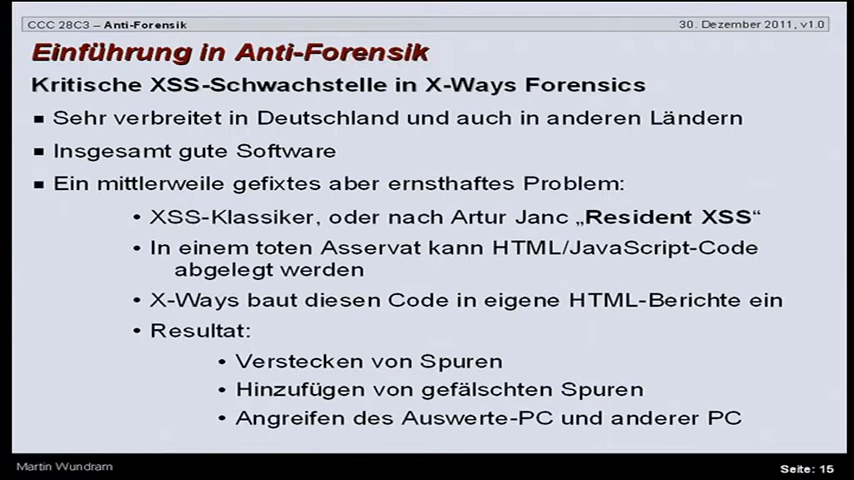 CCC 28C3 – Anti-Forensik
30. Dezember 2011, v1.0
Einführung in Anti-Forensik
Kritische XSS-Schwachstelle in X-Ways Forensics
▪ Sehr verbreitet in Deutschland und auch in anderen Ländern
▪ Insgesamt gute Software
▪ Ein mittlerweile gefixtes aber ernsthaftes Problem:
• XSS-Klassiker, oder nach Artur Janc „Resident XSS“
• In einem toten Asservat kann HTML/JavaScript-Code
abgelegt werden
• X-Ways baut diesen Code in eigene HTML-Berichte ein
• Resultat:
• Verstecken von Spuren
• Hinzufügen von gefälschten Spuren
• Angreifen des Auswerte-PC und anderer PC
Martin Wundram
Seite: 15